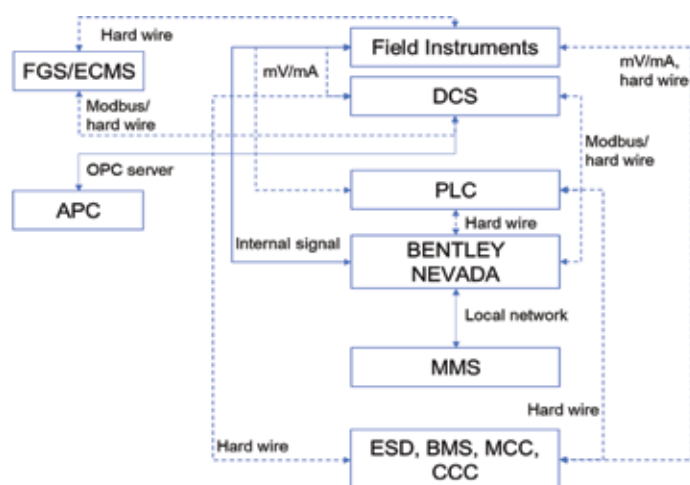 Hard wire
Field Instruments
FGS/ECMS
mV/mA
mV/mA,
hard wire
DCS
Modbus/
hard wire
Modbus/
hard wire
OPC server
APC
PLC
Hard wire
Internal signal
BENTLEY
NEVADA
Local network
MMS
Hard wire
Hard wire
ESD, BMS, MCC,
CCC